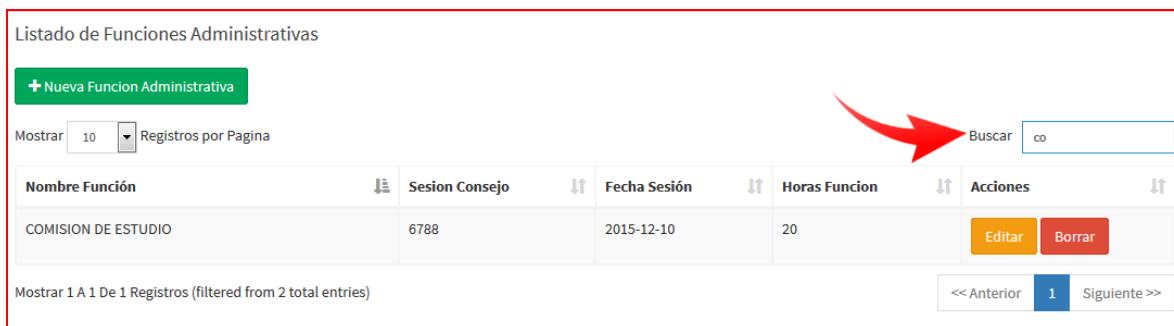 Listado de Funciones Administrativas
+ Nueva Funcion Administrativa
Mostrar 10 Registros por Pagina Buscar co
Nombre Función Sesion Consejo Fecha Sesión Horas Funcion Acciones
COMISION DE ESTUDIO 6788 2015-12-10 20 Editar Borrar
Mostrar 1 A 1 De 1 Registros (filtered from 2 total entries) << Anterior 1 Siguiente >>